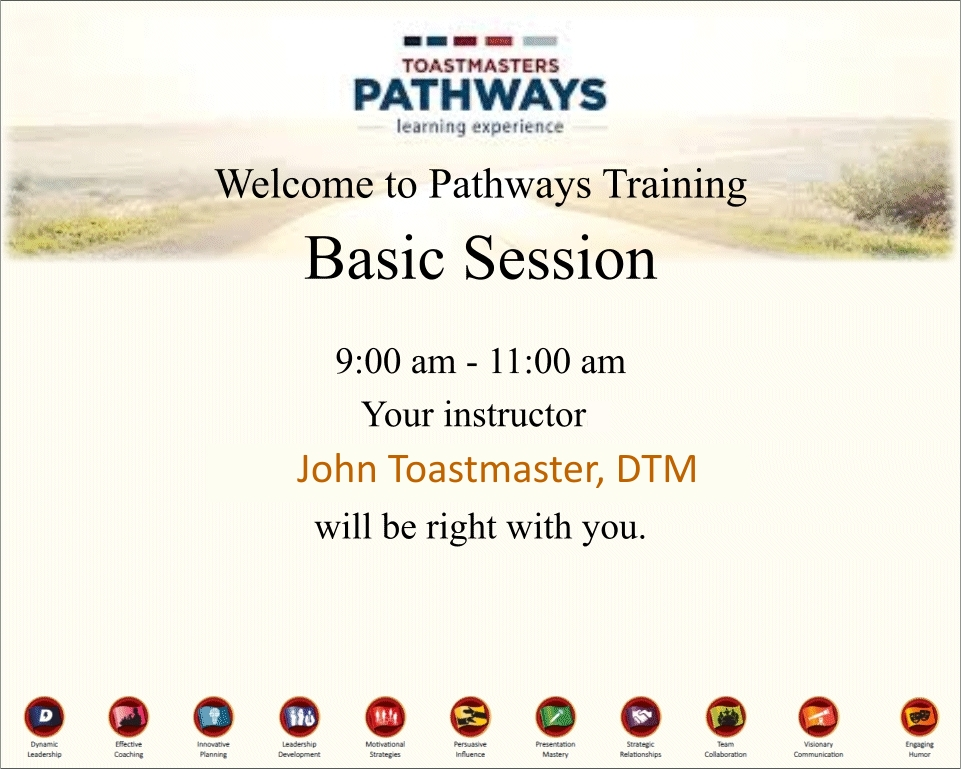 TOASTMASTERS
PATHWAYS
learning experience
Welcome to Pathways Training
Basic Session
9:00 am - 11:00 am
Your instructor
John Toastmaster, DTM
will be right with you.
D
Dynamic
Leadership
Effective
Coaching
Innovative
Planning
Leadership
Development
Motivational
Strategies
Persuasive
Influence
Presentation
Mastery
Strategic
Relationships
Team
Collaboration
Visionary
Communication
Engaging
Humor